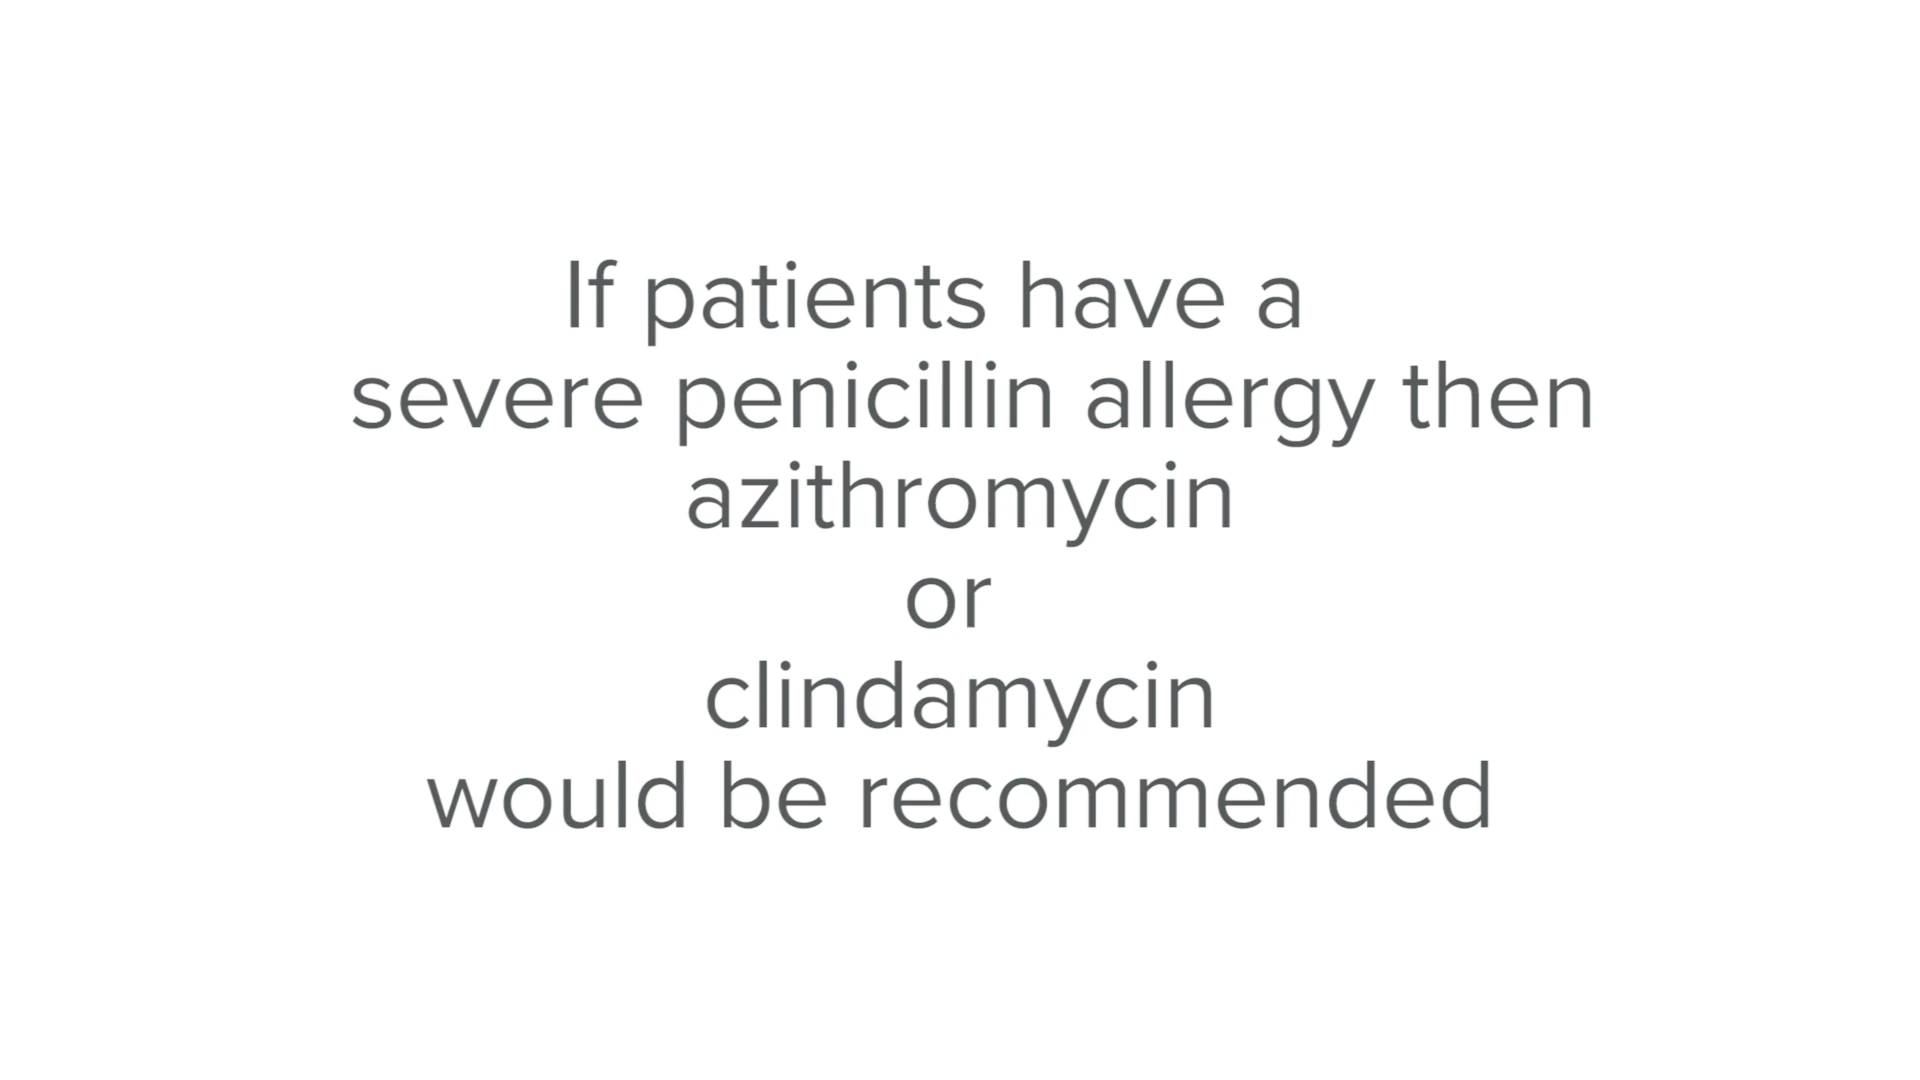 If patients have a
severe penicillin allergy then
azithromycin
or
clindamycin
would be recommended